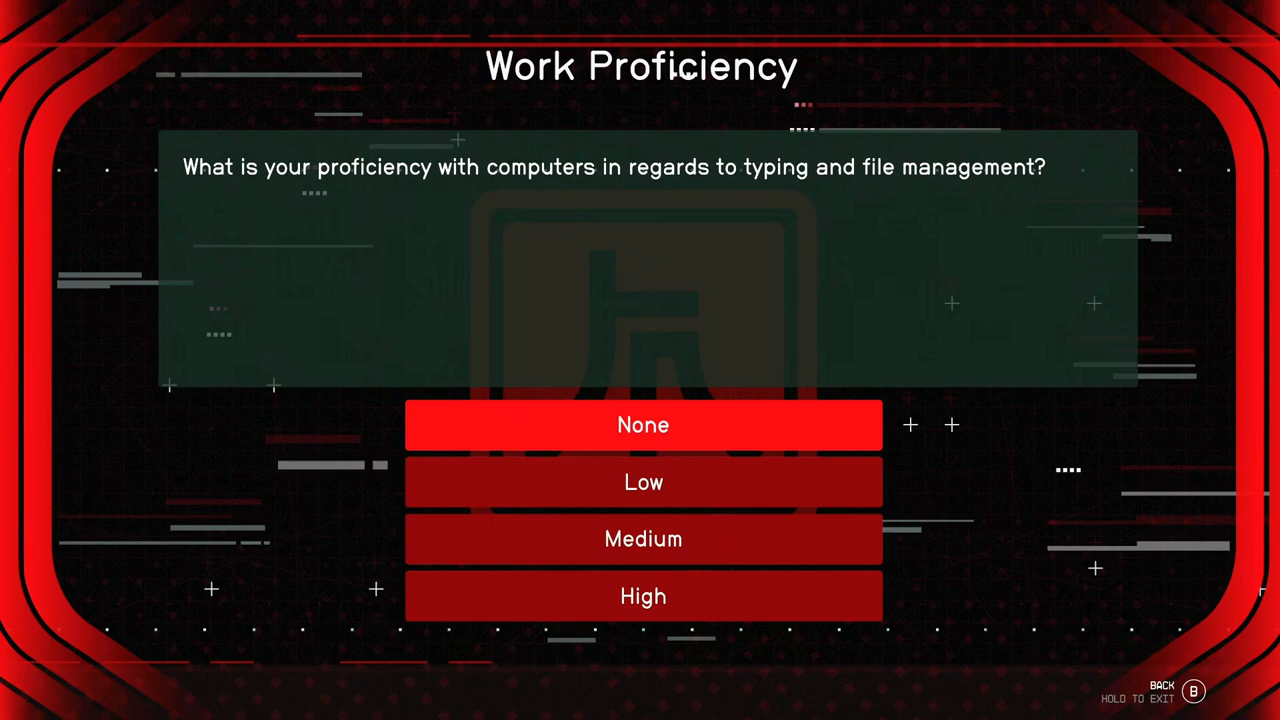 Work Proficiency
What is your proficiency with computers in regards to typing and file management?
None
Low
Medium
High
BACK
HOLD TO EXIT B